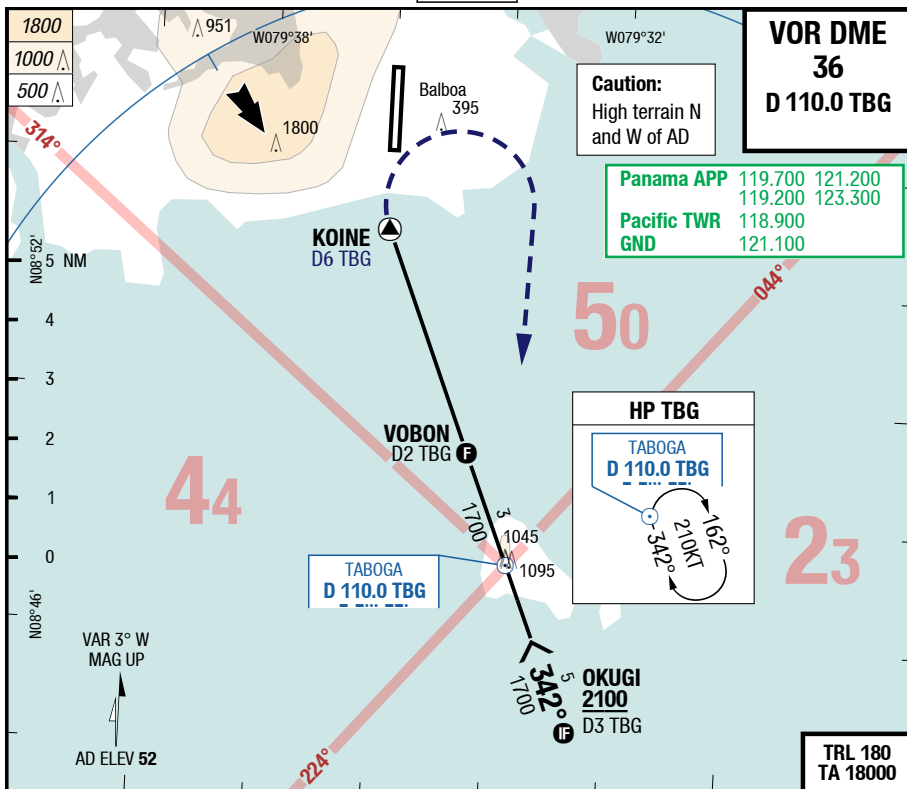 1800
1000
500
951
W079°38'
W079°32'
VOR DME
36
D 110.0 TBG
Caution:
High terrain N
and W of AD
Balboa
395
1800
314°
Panama APP 119.700 121.200
119.200 123.300
Pacific TWR 118.900
GND 121.100
KOINE
D6 TBG
N08°52'
5 NM
044°
50
4
3
HP TBG
VOBON
D2 TBG F
2
TABOGA
D 110.0 TBG
44
1
1700
3
342°
210KT
162°
23
0
1045
1095
TABOGA
D 110.0 TBG
N08°46'
VAR 3° W
MAG UP
342°
5
1700
OKUGI
2100
D3 TBG
IF
AD ELEV 52
224°
TRL 180
TA 18000